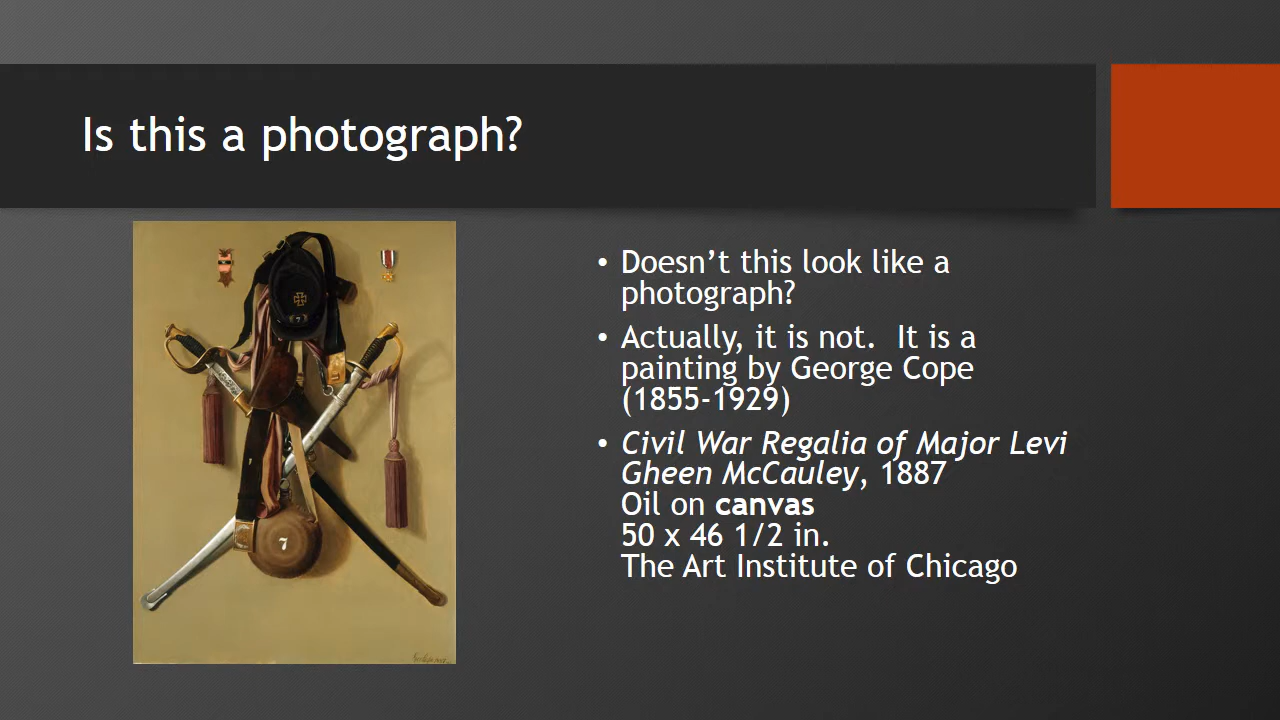 Is this a photograph?
• Doesn’t this look like a
photograph?
• Actually, it is not.  It is a
painting by George Cope
(1855-1929)
• Civil War Regalia of Major Levi
Gheen McCauley, 1887
Oil on canvas
50 x 46 1/2 in.
The Art Institute of Chicago
7
7